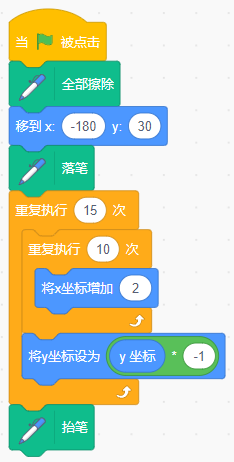 当 被点击
全部擦除
移到 x: -180 y: 30
落笔
重复执行 15 次
重复执行 10 次
将x坐标增加 2
将y坐标设为 y 坐标 * -1
抬笔